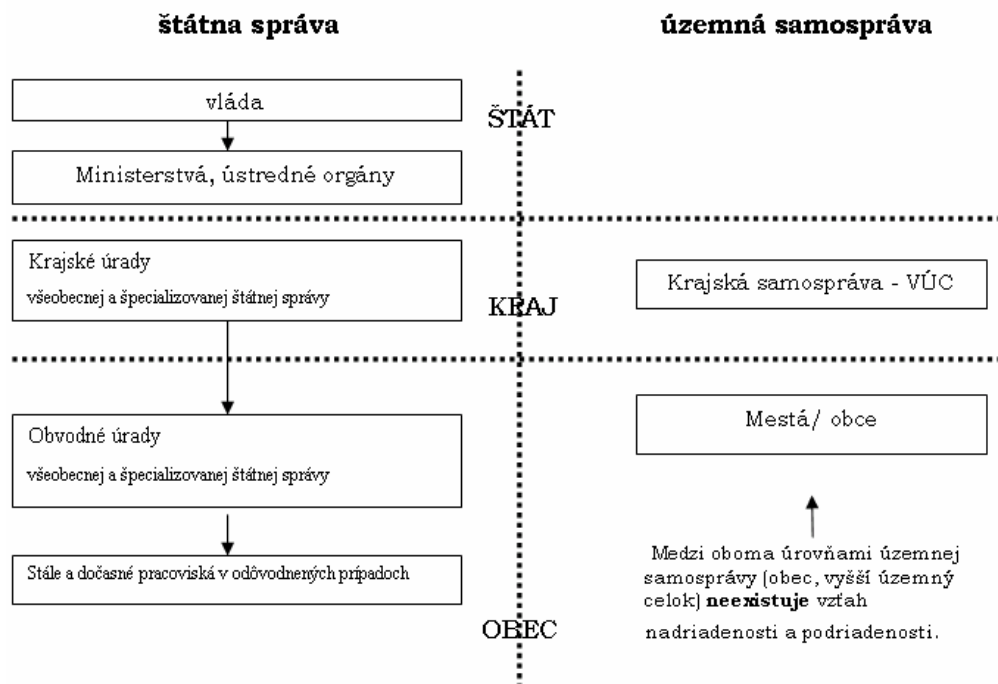 štátna správa
územná samospráva
vláda
ŠTÁT
Ministerstvá, ústredné orgány
Krajské úrady
všeobecnej a špecializovanej štátnej správy
KRAJ
Krajská samospráva - VÚC
Obvodné úrady
všeobecnej a špecializovanej štátnej správy
Mestá/ obce
Stále a dočasné pracoviská v odôvodnených prípadoch
Medzi oboma úrovňami územnej
samosprávy (obec, vyšší územný
celok) neexistuje vzťah
nadriadenosti a podriadenosti.
OBEC